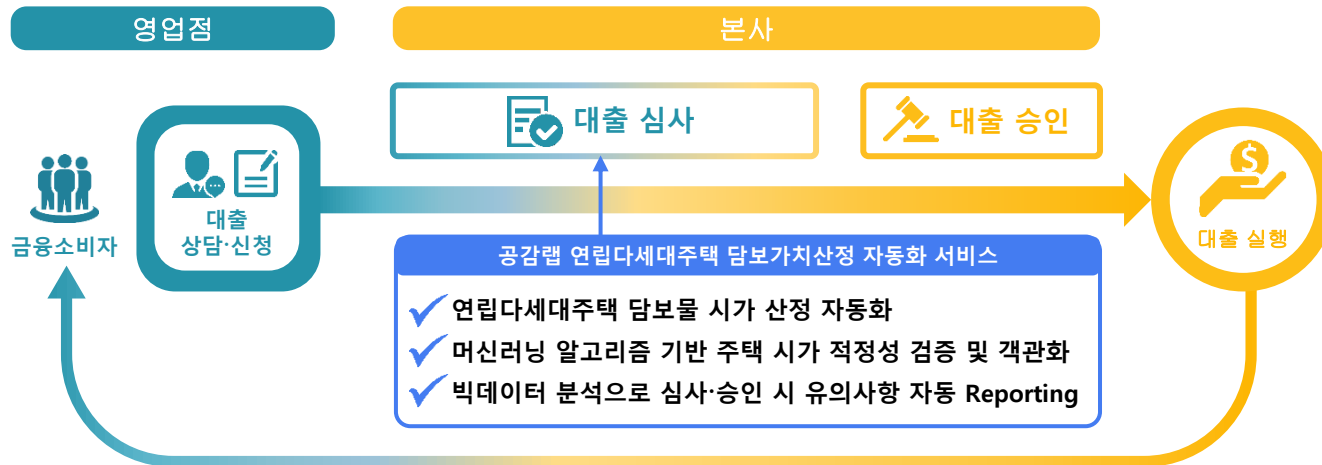 영업점
본사
대출 심사
대출 승인
금융소비자
대출
상담·신청
$
대출 실행
공감랩 연립다세대주택 담보가치산정 자동화 서비스
연립다세대주택 담보물 시가 산정 자동화
머신러닝 알고리즘 기반 주택 시가 적정성 검증 및 객관화
빅데이터 분석으로 심사·승인 시 유의사항 자동 Reporting